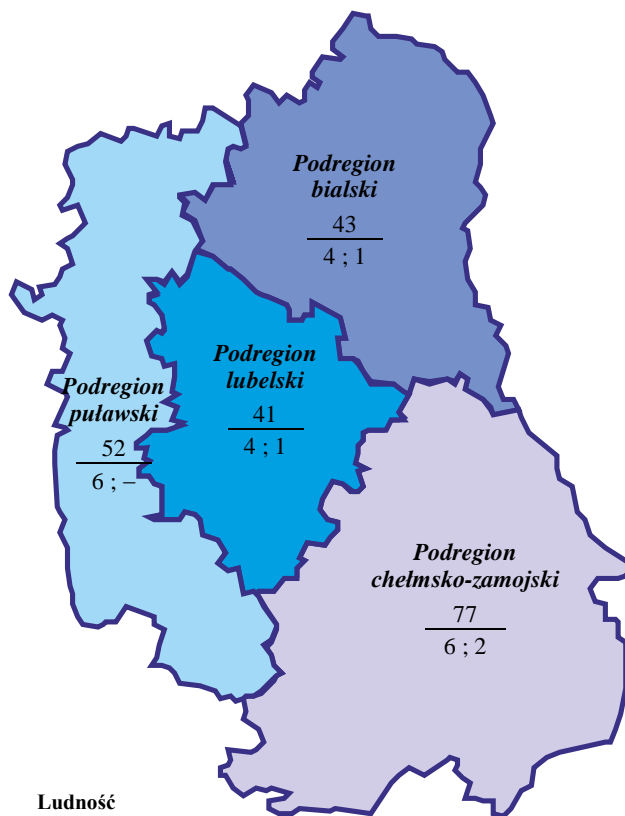 Podregion
bialski
43
4 ; 1
Podregion
lubelski
41
4 ; 1
Podregion
puławski
52
6 ; –
Podregion
chełmsko-zamojski
77
6 ; 2
Ludność